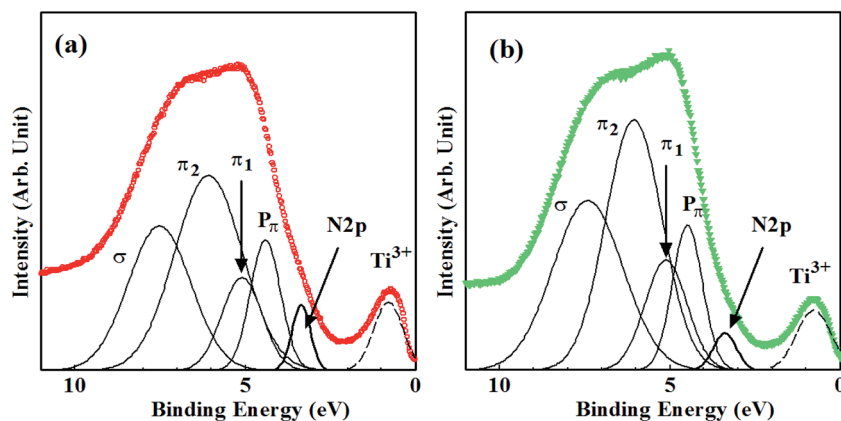 (a)
Intensity (Arb. Unit)
σ
π2
π1
Pπ
N2p
Ti3+
10
5
0
Binding Energy (eV)
(b)
Intensity (Arb. Unit)
σ
π2
π1
Pπ
N2p
Ti3+
10
5
0
Binding Energy (eV)